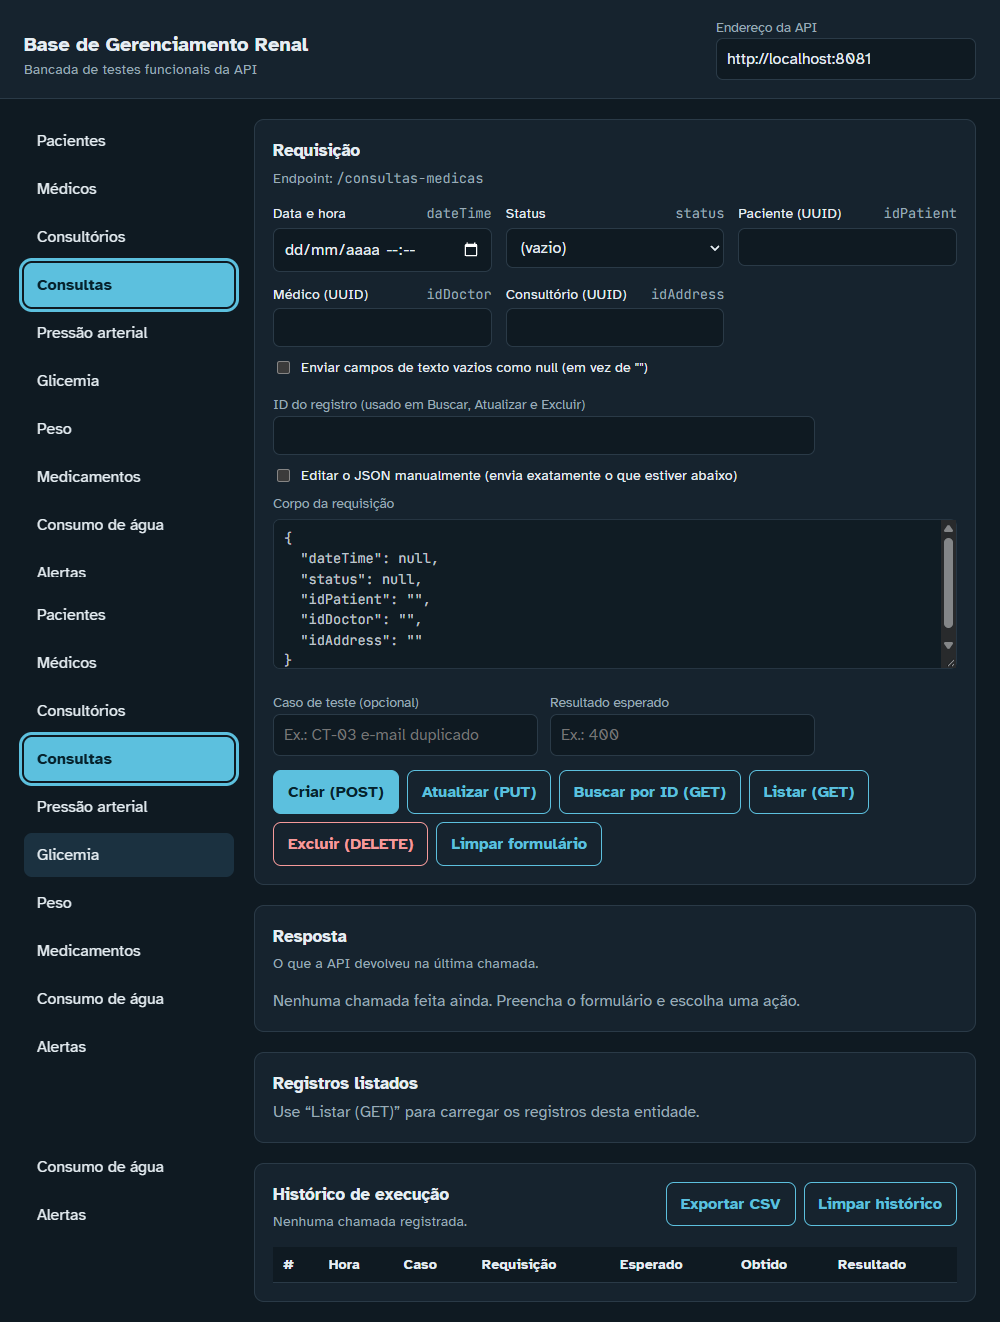 Base de Gerenciamento Renal
Bancada de testes funcionais da API
Endereço da API
http://localhost:8081
Pacientes
Médicos
Consultórios
Consultas
Pressão arterial
Glicemia
Peso
Medicamentos
Consumo de água
Alertas
Pacientes
Médicos
Consultórios
Consultas
Pressão arterial
Glicemia
Peso
Medicamentos
Consumo de água
Alertas
Consumo de água
Alertas
Requisição
Endpoint: /consultas-medicas
Data e hora dateTime Status status Paciente (UUID) idPatient
dd/mm/aaaa --:-- (vazio)
Médico (UUID) idDoctor Consultório (UUID) idAddress
Enviar campos de texto vazios como null (em vez de "")
ID do registro (usado em Buscar, Atualizar e Excluir)
Editar o JSON manualmente (envia exatamente o que estiver abaixo)
Corpo da requisição
{
  "dateTime": null,
  "status": null,
  "idPatient": "",
  "idDoctor": "",
  "idAddress": ""
}
Caso de teste (opcional) Resultado esperado
Ex.: CT-03 e-mail duplicado Ex.: 400
Criar (POST) Atualizar (PUT) Buscar por ID (GET) Listar (GET)
Excluir (DELETE) Limpar formulário
Resposta
O que a API devolveu na última chamada.
Nenhuma chamada feita ainda. Preencha o formulário e escolha uma ação.
Registros listados
Use “Listar (GET)” para carregar os registros desta entidade.
Histórico de execução
Nenhuma chamada registrada.
Exportar CSV Limpar histórico
# Hora Caso Requisição Esperado Obtido Resultado